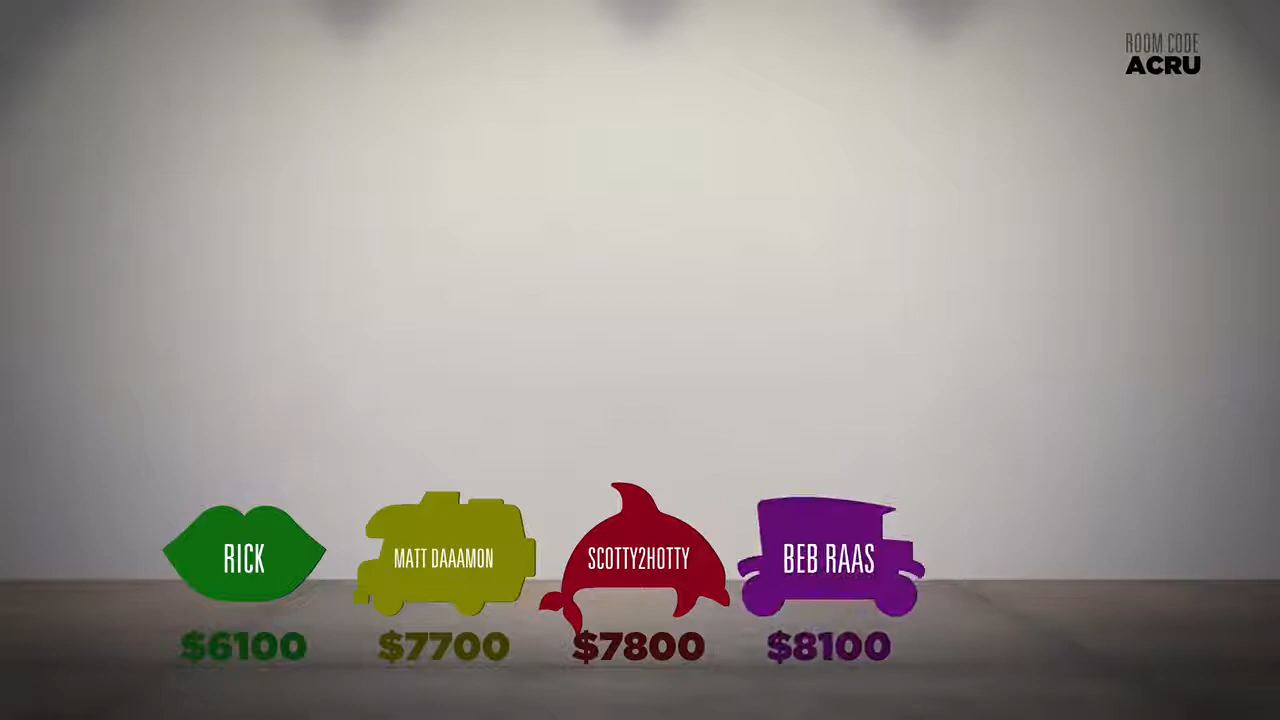 ROOM CODE
ACRU
RICK
MATT DAAAMON
SCOTTY2HOTTY
BEB RAAS
$6100
$7700
$7800
$8100